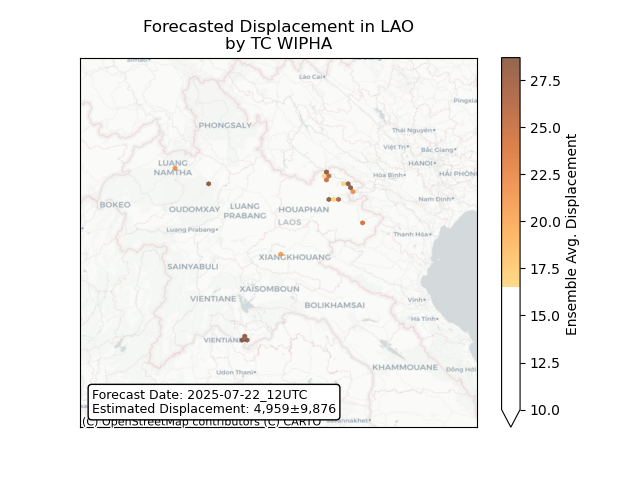 Forecasted Displacement in LAO
by TC WIPHA
Lào Cai
Pingxia
PHONGSALY
Thái Nguyên
Việt Tri
Bắc Giang
HANOI
LUANG
NAMTHA
Hòa Bình
HẢI PHÒNG
Nam Định
BOKEO
OUDOMXAY
LUANG
PRABANG
HOUAPHAN
LAOS
Luang Prabang
Thanh Hóa
XIANGKHOUANG
SAINYABULI
XAISOMBOUN
VIENTIANE
BOLIKHAMSAI
Vinh
Hà Tĩnh
VIENTIANE
Udon Thani
KHAMMOUANE
Đồng Hới
Forecast Date: 2025-07-22_12UTC
Estimated Displacement: 4,959±9,876
(C) OpenStreetMap contributors (C) CARTO
27.5
25.0
22.5
20.0
17.5
15.0
12.5
10.0
Ensemble Avg. Displacement